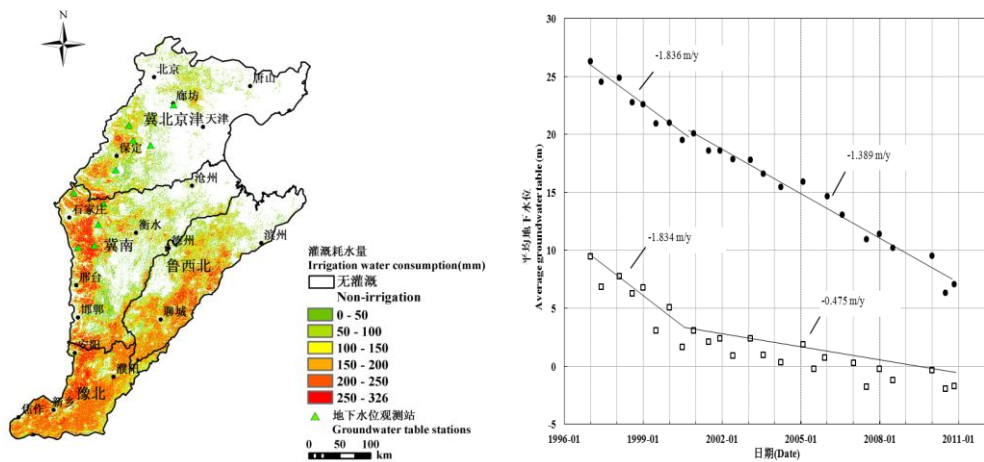 N
北京
唐山
廊坊
冀北京津
天津
保定
沧州
石家庄
衡水
德州
滨州
冀南
鲁西北
邢台
聊城
邯郸
安阳
濮阳
豫北
新乡
焦作
灌溉耗水量
Irrigation water consumption(mm)
无灌溉
Non-irrigation
0 - 50
50 - 100
100 - 150
150 - 200
200 - 250
250 - 326
地下水位观测站
Groundwater table stations
0 50 100
km
平均地下水位
Average groundwater table (m)
30
25
20
15
10
5
0
-5
-1.836 m/y
-1.389 m/y
-1.834 m/y
-0.475 m/y
1996-01 1999-01 2002-01 2005-01 2008-01 2011-01
日期(Date)